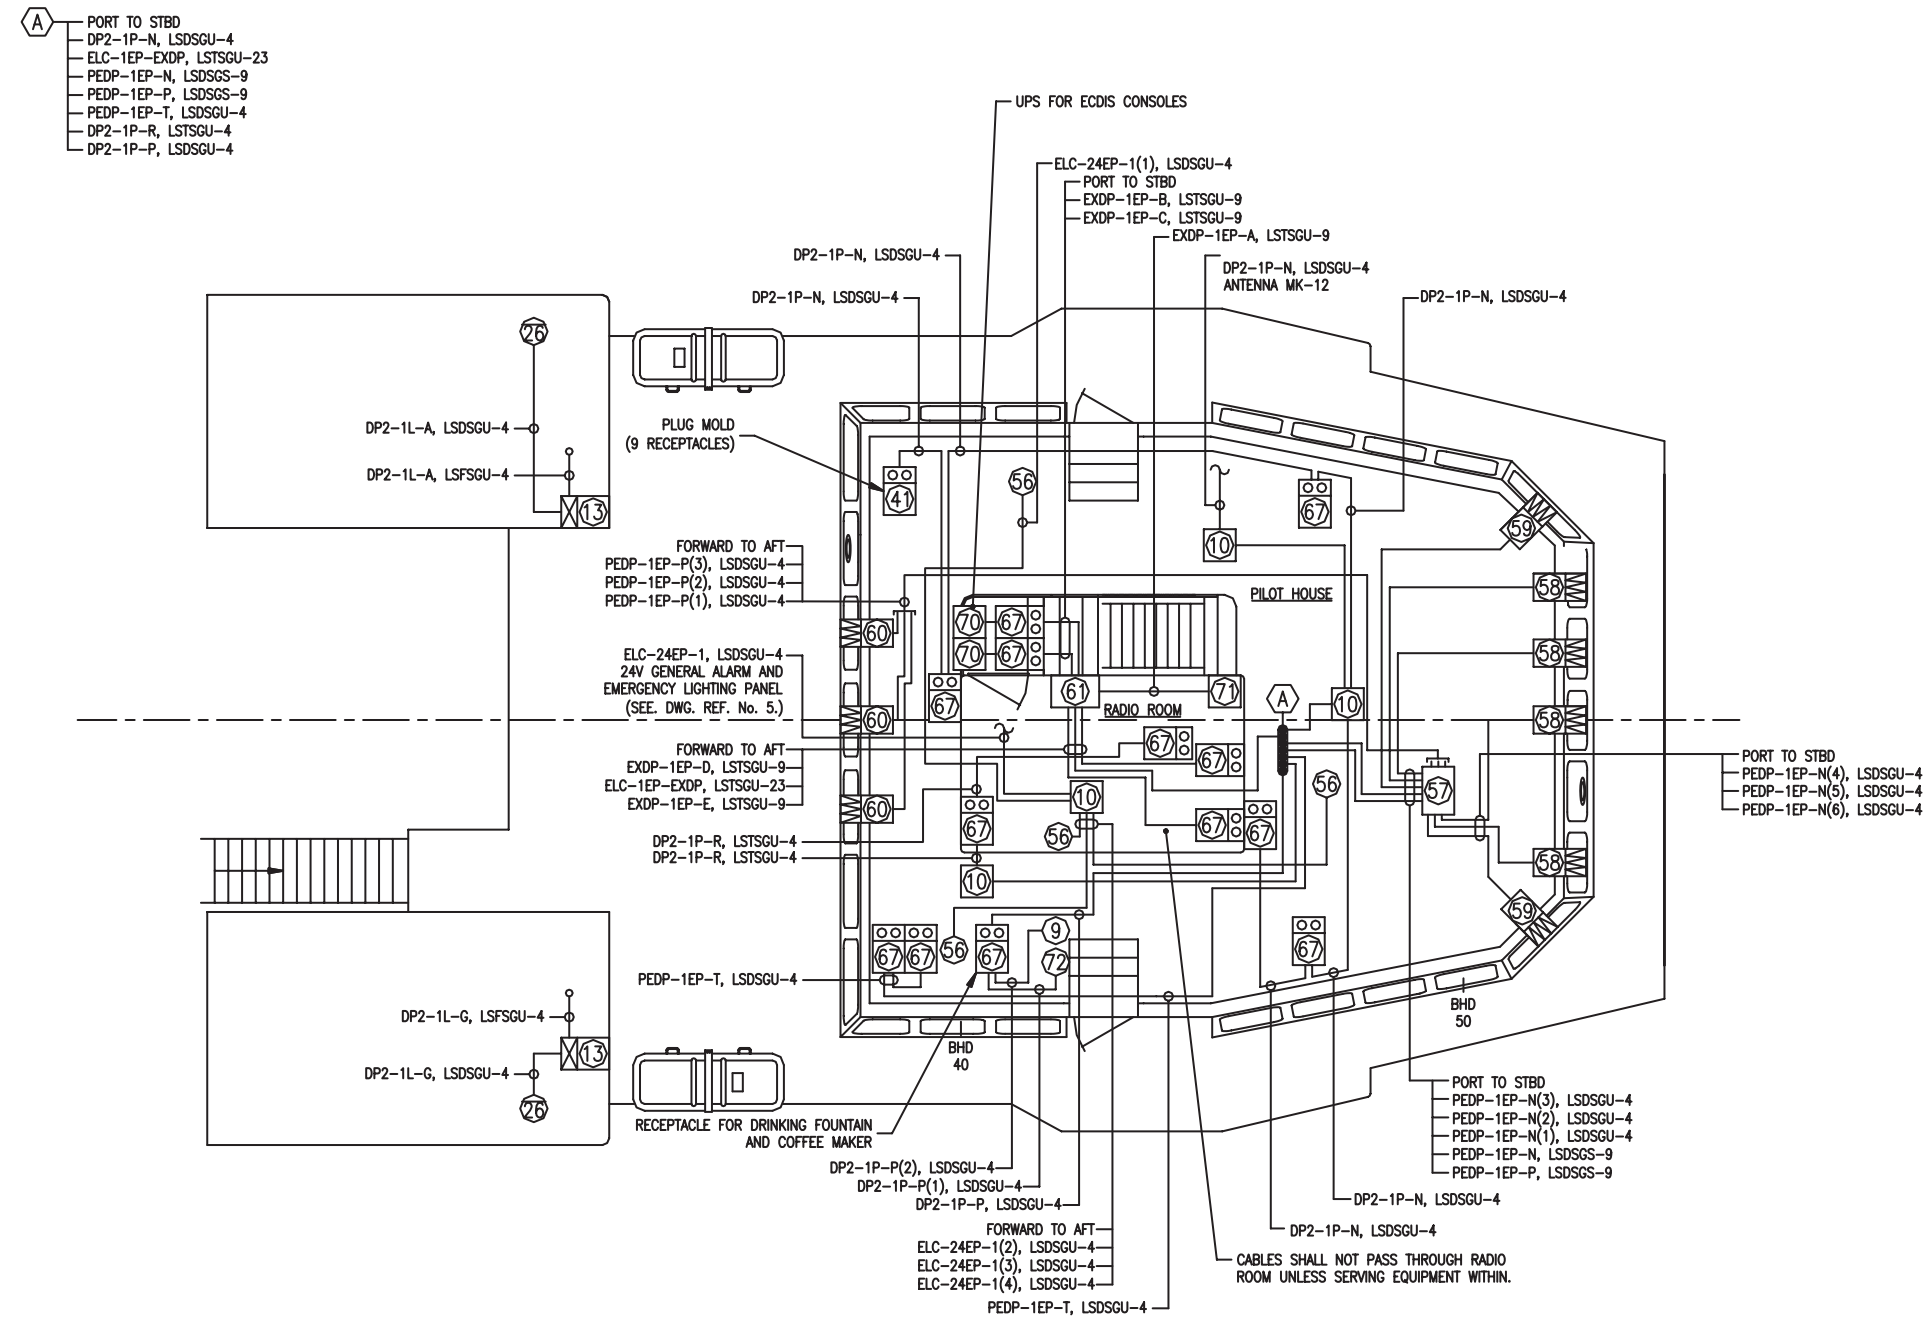 A
PORT TO STBD
DP2-1P-N, LSDSGU-4
ELC-1EP-EXDP, LSTSGU-23
PEDP-1EP-N, LSDSGS-9
PEDP-1EP-P, LSDSGS-9
PEDP-1EP-T, LSDSGU-4
DP2-1P-R, LSTSGU-4
DP2-1P-P, LSDSGU-4
UPS FOR ECDIS CONSOLES
ELC-24EP-1(1), LSDSGU-4
PORT TO STBD
EXDP-1EP-B, LSTSGU-9
EXDP-1EP-C, LSTSGU-9
EXDP-1EP-A, LSTSGU-9
DP2-1P-N, LSDSGU-4
DP2-1P-N, LSDSGU-4
ANTENNA MK-12
DP2-1P-N, LSDSGU-4
DP2-1P-N, LSDSGU-4
26
DP2-1L-A, LSDSGU-4
DP2-1L-A, LSFSGU-4
13
PLUG MOLD
(9 RECEPTACLES)
41
56
67
10
59
FORWARD TO AFT
PEDP-1EP-P(3), LSDSGU-4
PEDP-1EP-P(2), LSDSGU-4
PEDP-1EP-P(1), LSDSGU-4
PILOT HOUSE
58
60
70
67
70
67
58
ELC-24EP-1, LSDSGU-4
24V GENERAL ALARM AND
EMERGENCY LIGHTING PANEL
(SEE. DWG. REF. No. 5.)
61
71
A
67
10
RADIO ROOM
60
58
67
67
FORWARD TO AFT
EXDP-1EP-D, LSTSGU-9
ELC-1EP-EXDP, LSTSGU-23
EXDP-1EP-E, LSTSGU-9
60
10
56
57
PORT TO STBD
PEDP-1EP-N(4), LSDSGU-4
PEDP-1EP-N(5), LSDSGU-4
PEDP-1EP-N(6), LSDSGU-4
67
56
67
67
DP2-1P-R, LSTSGU-4
DP2-1P-R, LSTSGU-4
58
10
59
67
67
56
67
9
72
67
PEDP-1EP-T, LSDSGU-4
BHD
50
DP2-1L-G, LSFSGU-4
13
DP2-1L-G, LSDSGU-4
26
BHD
40
RECEPTACLE FOR DRINKING FOUNTAIN
AND COFFEE MAKER
PORT TO STBD
PEDP-1EP-N(3), LSDSGU-4
PEDP-1EP-N(2), LSDSGU-4
PEDP-1EP-N(1), LSDSGU-4
PEDP-1EP-N, LSDSGS-9
PEDP-1EP-P, LSDSGS-9
DP2-1P-P(2), LSDSGU-4
DP2-1P-P(1), LSDSGU-4
DP2-1P-P, LSDSGU-4
DP2-1P-N, LSDSGU-4
DP2-1P-N, LSDSGU-4
FORWARD TO AFT
ELC-24EP-1(2), LSDSGU-4
ELC-24EP-1(3), LSDSGU-4
ELC-24EP-1(4), LSDSGU-4
CABLES SHALL NOT PASS THROUGH RADIO
ROOM UNLESS SERVING EQUIPMENT WITHIN.
PEDP-1EP-T, LSDSGU-4